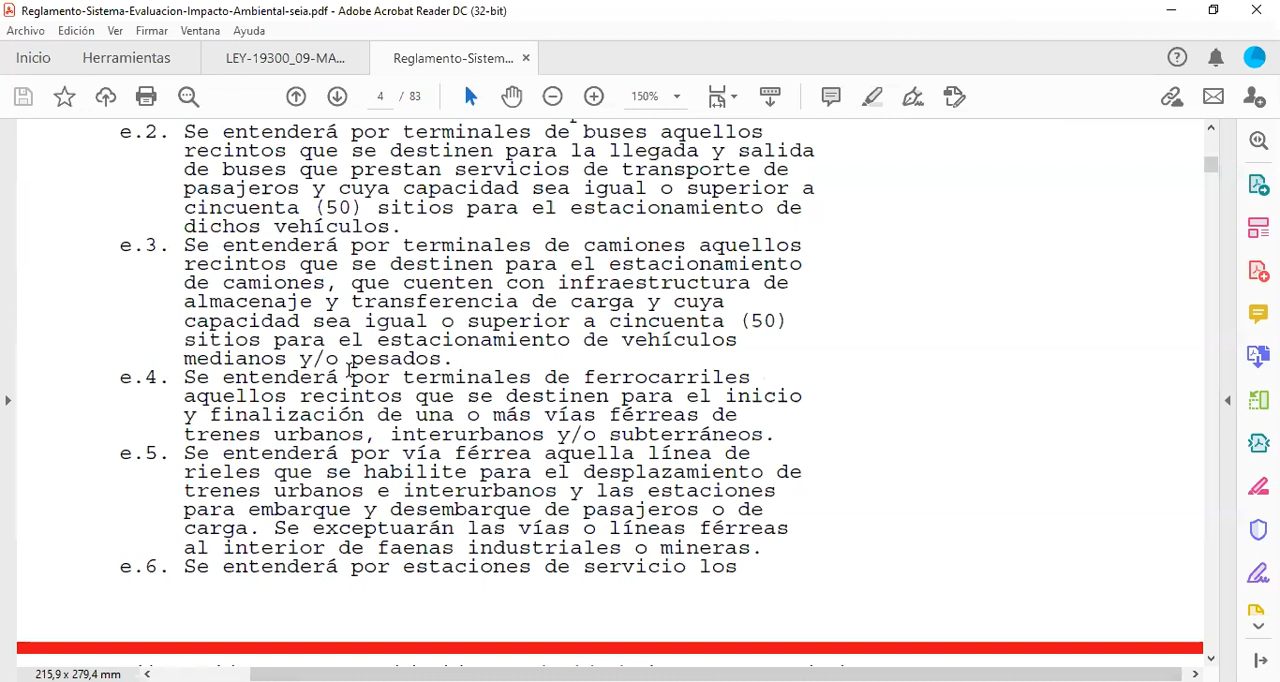 Reglamento-Sistema-Evaluacion-Impacto-Ambiental-seia.pdf - Adobe Acrobat Reader DC (32-bit)
Archivo Edición Ver Firmar Ventana Ayuda
Inicio Herramientas LEY-19300_09-MA... Reglamento-Sistem...
4 / 83 150%
e.2. Se entenderá por terminales de buses aquellos
recintos que se destinen para la llegada y salida
de buses que prestan servicios de transporte de
pasajeros y cuya capacidad sea igual o superior a
cincuenta (50) sitios para el estacionamiento de
dichos vehículos.
e.3. Se entenderá por terminales de camiones aquellos
recintos que se destinen para el estacionamiento
de camiones, que cuenten con infraestructura de
almacenaje y transferencia de carga y cuya
capacidad sea igual o superior a cincuenta (50)
sitios para el estacionamiento de vehículos
medianos y/o pesados.
e.4. Se entenderá por terminales de ferrocarriles
aquellos recintos que se destinen para el inicio
y finalización de una o más vías férreas de
trenes urbanos, interurbanos y/o subterráneos.
e.5. Se entenderá por vía férrea aquella línea de
rieles que se habilite para el desplazamiento de
trenes urbanos e interurbanos y las estaciones
para embarque y desembarque de pasajeros o de
carga. Se exceptuarán las vías o líneas férreas
al interior de faenas industriales o mineras.
e.6. Se entenderá por estaciones de servicio los
215,9 x 279,4 mm